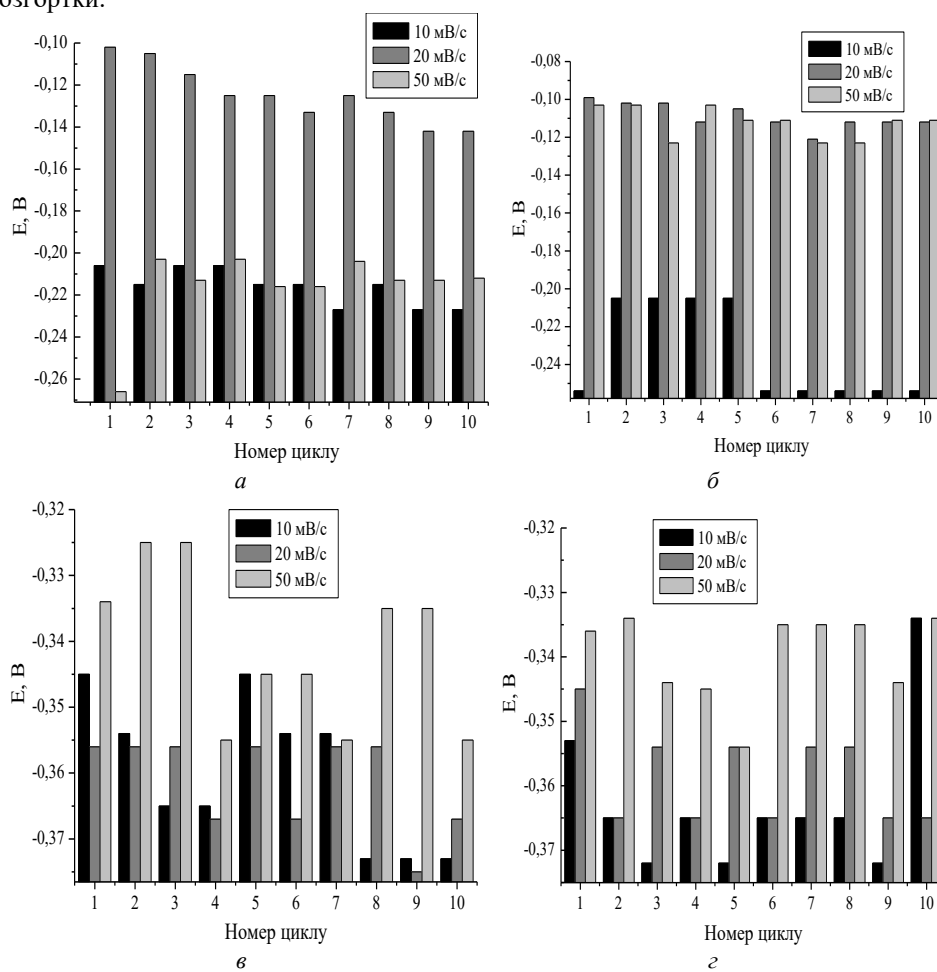 озгортки.
10 мВ/с
20 мВ/с
50 мВ/с
-0,10
-0,12
-0,14
-0,16
-0,18
-0,20
-0,22
-0,24
-0,26
E, В
1 2 3 4 5 6 7 8 9 10
Номер циклу
а
10 мВ/с
20 мВ/с
50 мВ/с
-0,08
-0,10
-0,12
-0,14
-0,16
-0,18
-0,20
-0,22
-0,24
E, В
1 2 3 4 5 6 7 8 9 10
Номер циклу
б
10 мВ/с
20 мВ/с
50 мВ/с
-0,32
-0,33
-0,34
-0,35
-0,36
-0,37
E, В
1 2 3 4 5 6 7 8 9 10
Номер циклу
в
10 мВ/с
20 мВ/с
50 мВ/с
-0,32
-0,33
-0,34
-0,35
-0,36
-0,37
E, В
1 2 3 4 5 6 7 8 9 10
Номер циклу
г